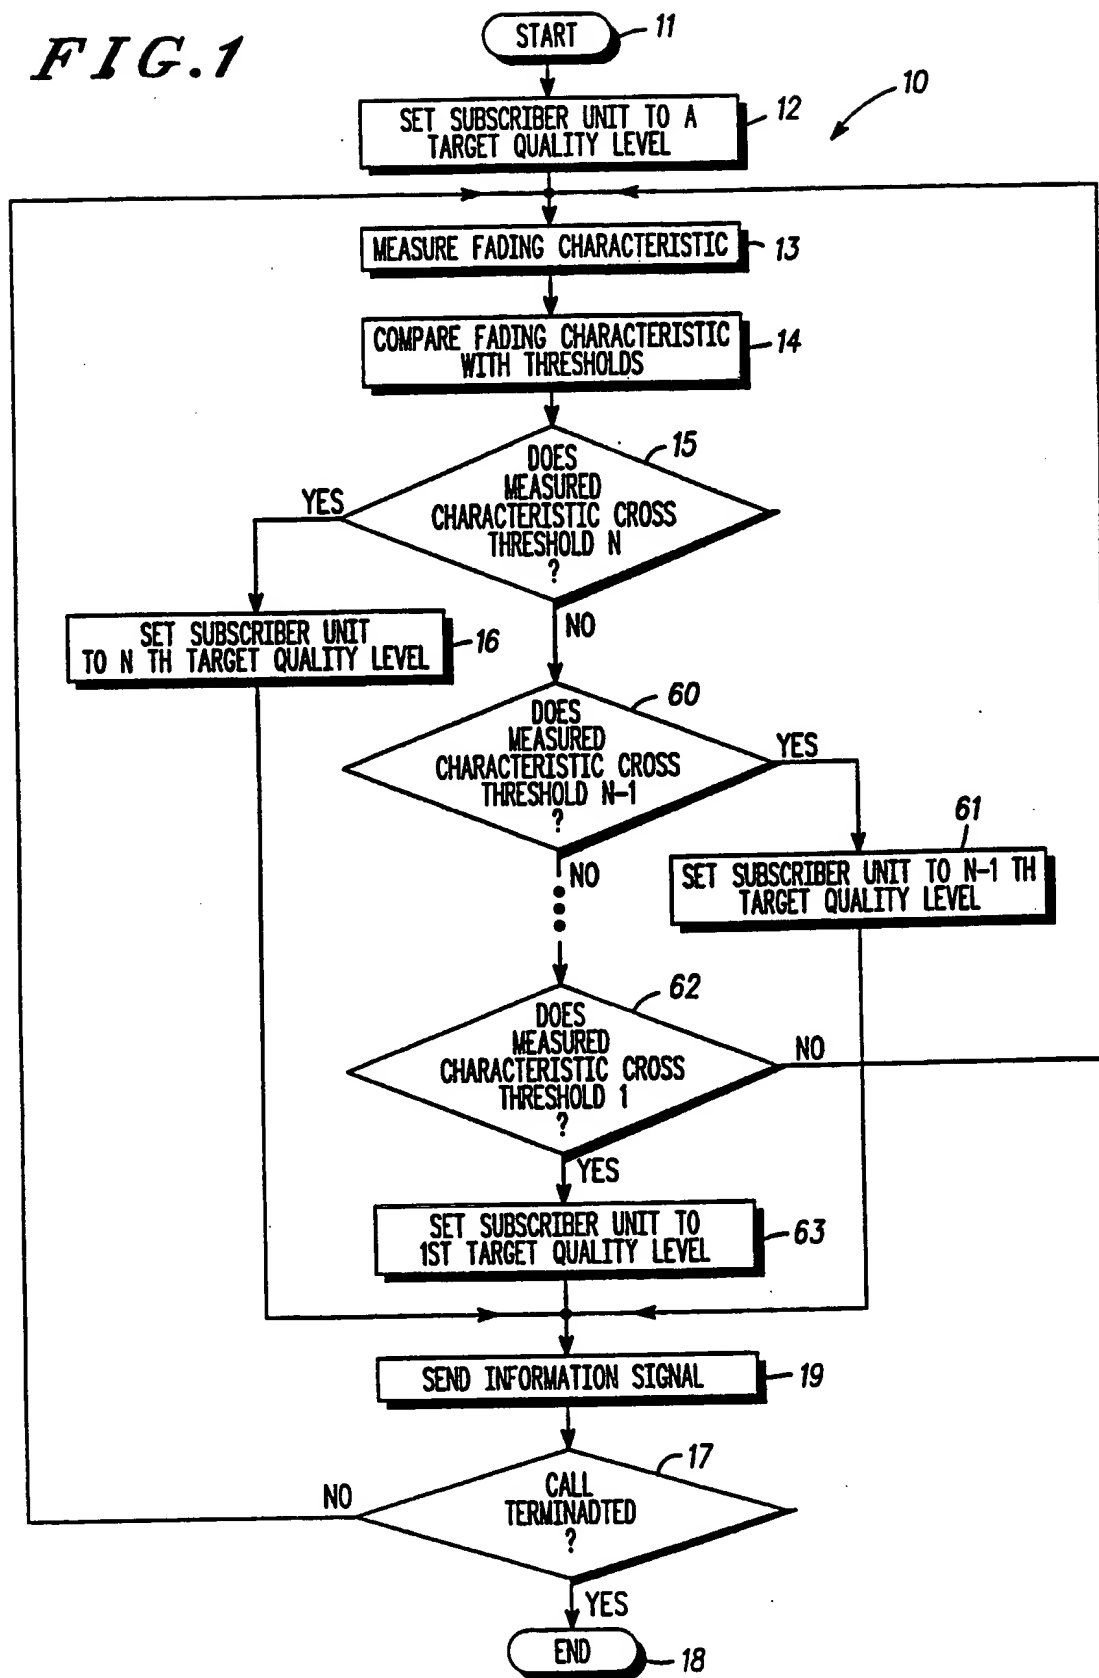 FIG.1
START
11
10
SET SUBSCRIBER UNIT TO A
TARGET QUALITY LEVEL
12
MEASURE FADING CHARACTERISTIC
13
COMPARE FADING CHARACTERISTIC
WITH THRESHOLDS
14
15
DOES
MEASURED
CHARACTERISTIC CROSS
THRESHOLD N
?
YES
NO
SET SUBSCRIBER UNIT
TO N TH TARGET QUALITY LEVEL
16
60
DOES
MEASURED
CHARACTERISTIC CROSS
THRESHOLD N-1
?
YES
NO
61
SET SUBSCRIBER UNIT TO N-1 TH
TARGET QUALITY LEVEL
62
DOES
MEASURED
CHARACTERISTIC CROSS
THRESHOLD 1
?
NO
YES
SET SUBSCRIBER UNIT TO
1ST TARGET QUALITY LEVEL
63
SEND INFORMATION SIGNAL
19
17
CALL
TERMINADTED
?
NO
YES
END
18